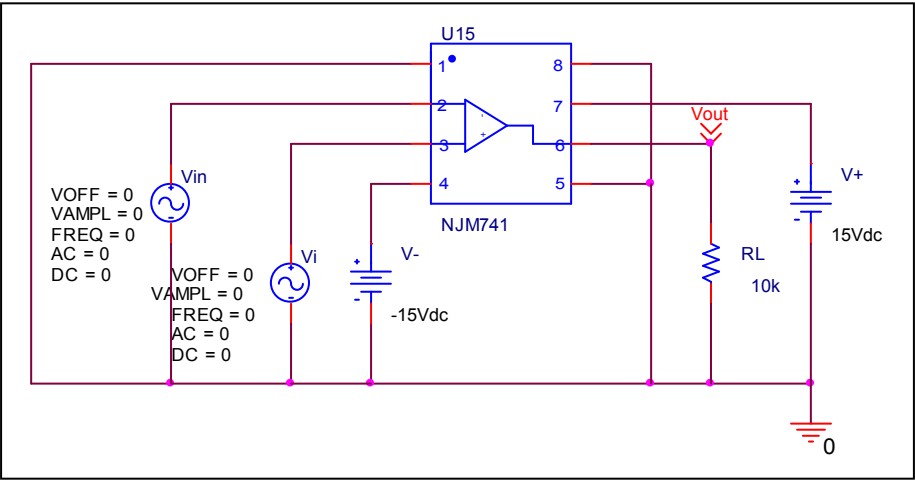 U15
1
8
2
7
Vout
3
6
4
5
NJM741
Vin
VOFF = 0
VAMPL = 0
FREQ = 0
AC = 0
DC = 0
Vi
VOFF = 0
VAMPL = 0
FREQ = 0
AC = 0
DC = 0
V-
-15Vdc
RL
10k
V+
15Vdc
0